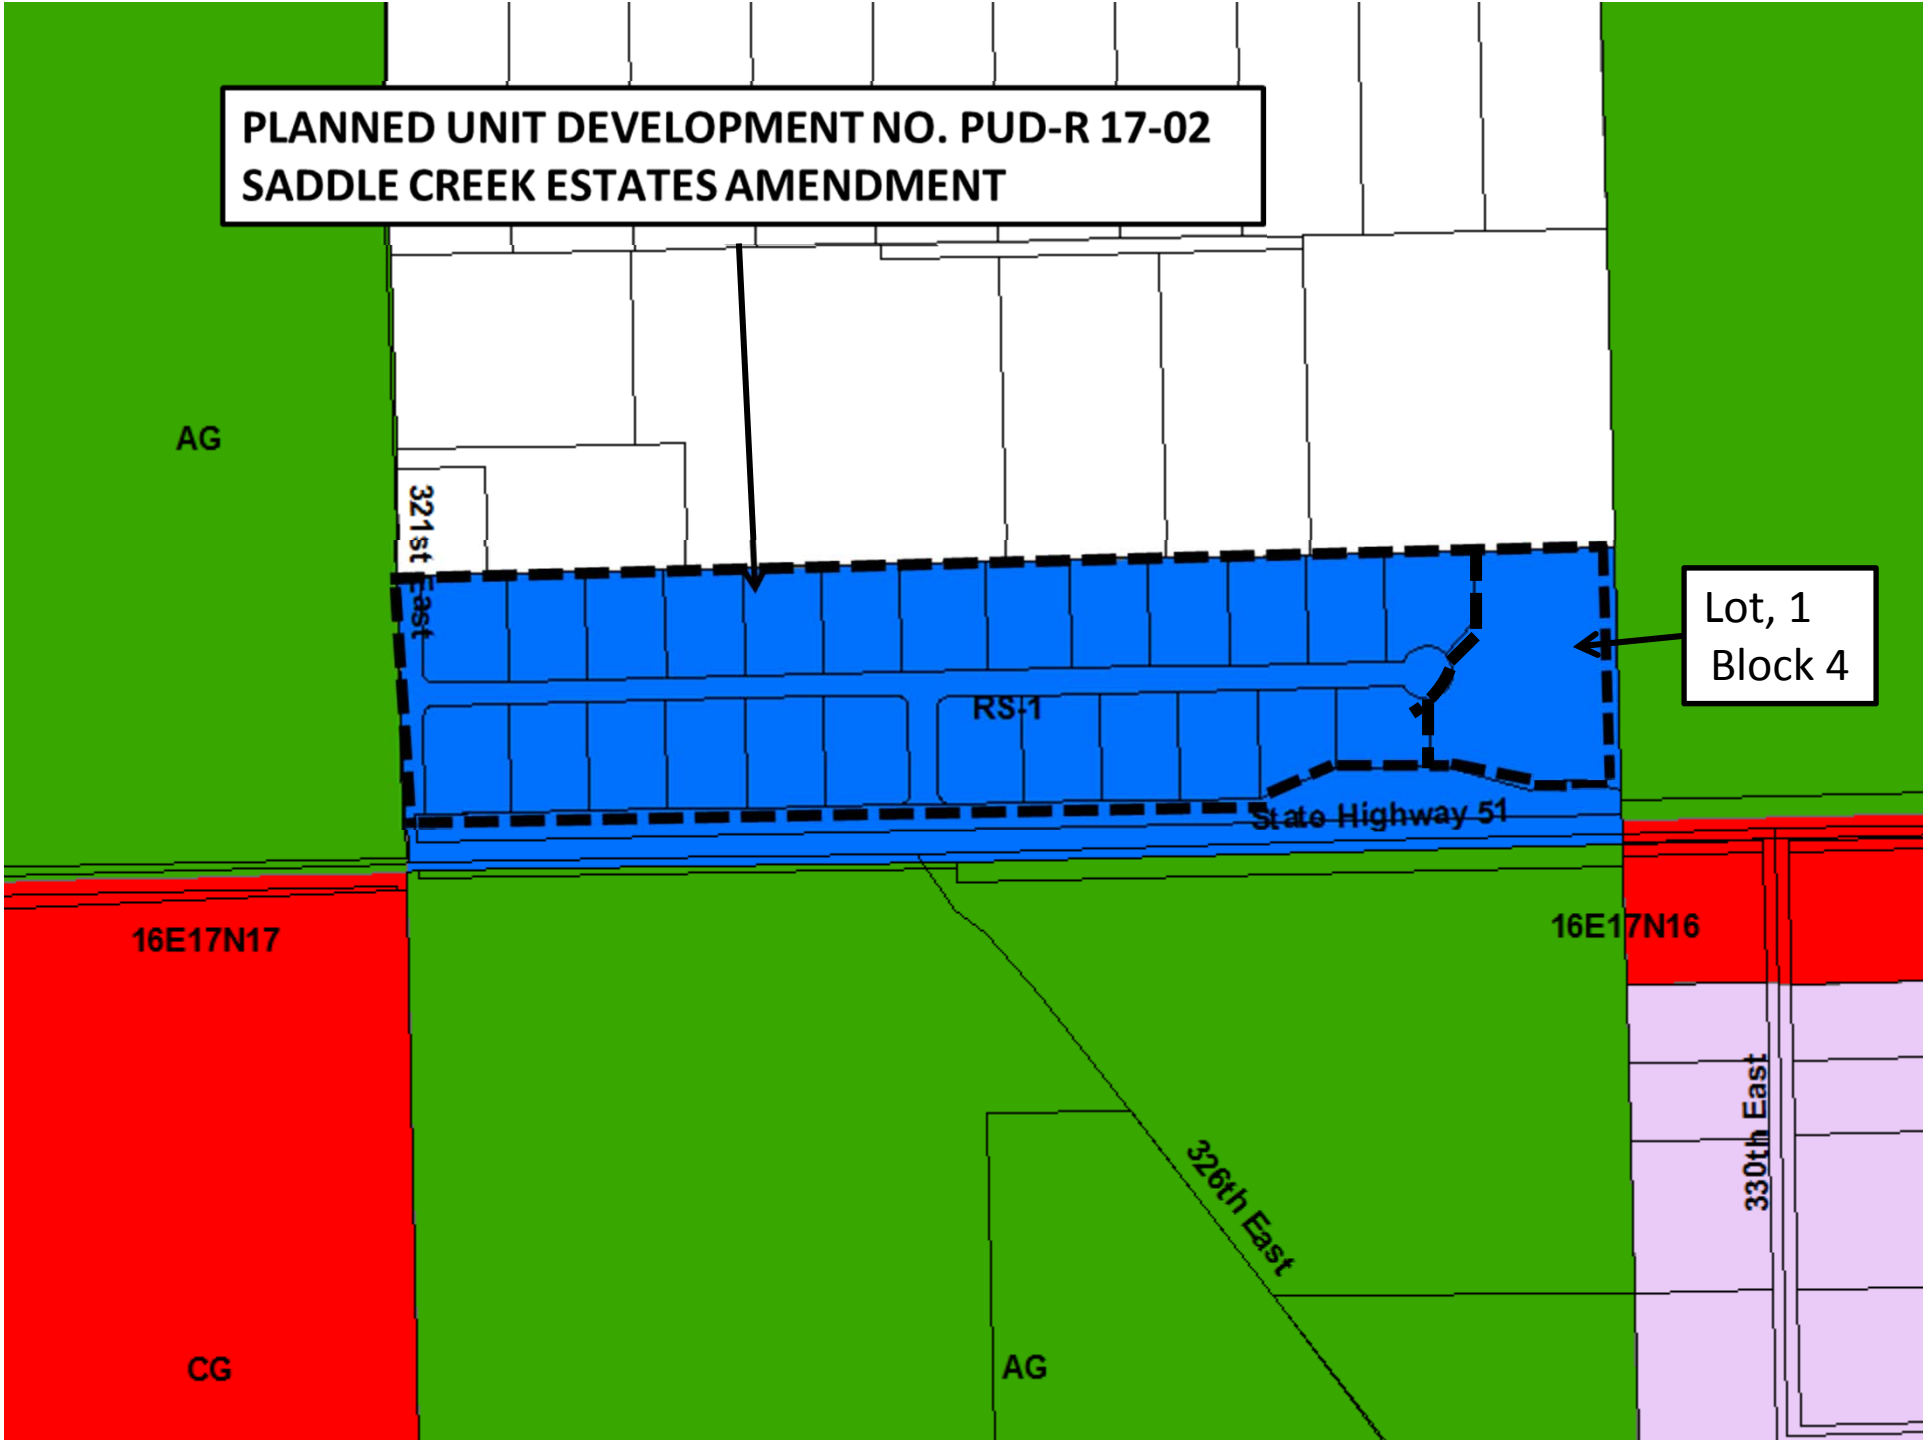 PLANNED UNIT DEVELOPMENT NO. PUD-R 17-02
SADDLE CREEK ESTATES AMENDMENT
AG
321st East
Lot, 1
Block 4
RS-1
State Highway 51
16E17N17
16E17N16
330th East
326th East
CG
AG